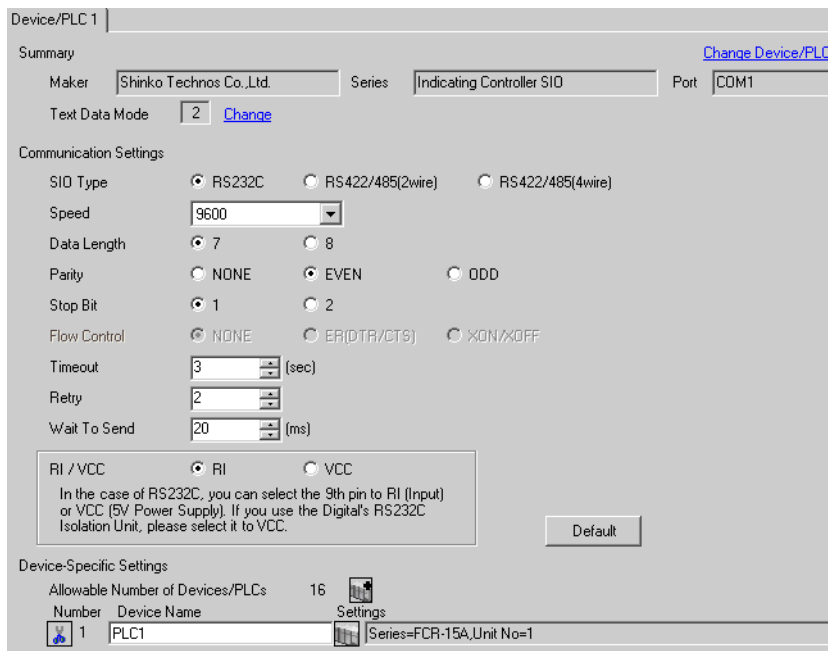 Device/PLC 1
Summary
Change Device/PLC
Maker Shinko Technos Co.,Ltd. Series Indicating Controller SIO Port COM1
Text Data Mode 2 Change
Communication Settings
SIO Type RS232C RS422/485(2wire) RS422/485(4wire)
Speed 9600
Data Length 7 8
Parity NONE EVEN ODD
Stop Bit 1 2
Flow Control NONE ER(DTR/CTS) XON/XOFF
Timeout 3 (sec)
Retry 2
Wait To Send 20 (ms)
RI / VCC RI VCC
In the case of RS232C, you can select the 9th pin to RI (Input)
or VCC (5V Power Supply). If you use the Digital's RS232C
Isolation Unit, please select it to VCC.
Default
Device-Specific Settings
Allowable Number of Devices/PLCs 16
Number Device Name Settings
1 PLC1 Series=FCR-15A,Unit No=1